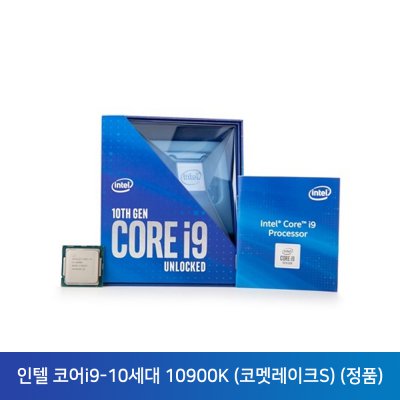 intel
10TH GEN
CORE i9
UNLOCKED
intel
Intel® Core™ i9
Processor
CORE i9
인텔 코어i9-10세대 10900K (코멧레이크S) (정품)